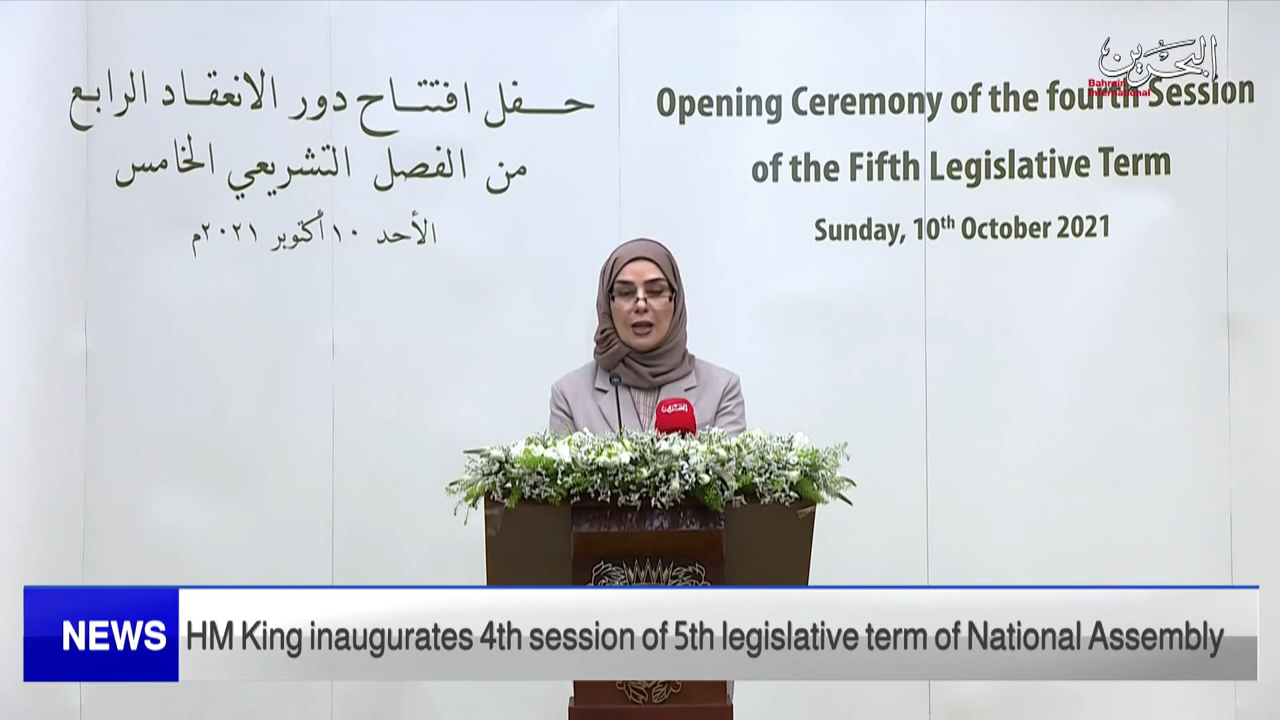 البحرين
Bahrain
International
حفل افتتاح دور الانعقاد الرابع
من الفصل التشريعي الخامس
الأحد ١٠ أكتوبر ٢٠٢١م
Opening Ceremony of the fourth Session
of the Fifth Legislative Term
Sunday, 10th October 2021
البحرين
NEWS
HM King inaugurates 4th session of 5th legislative term of National Assembly